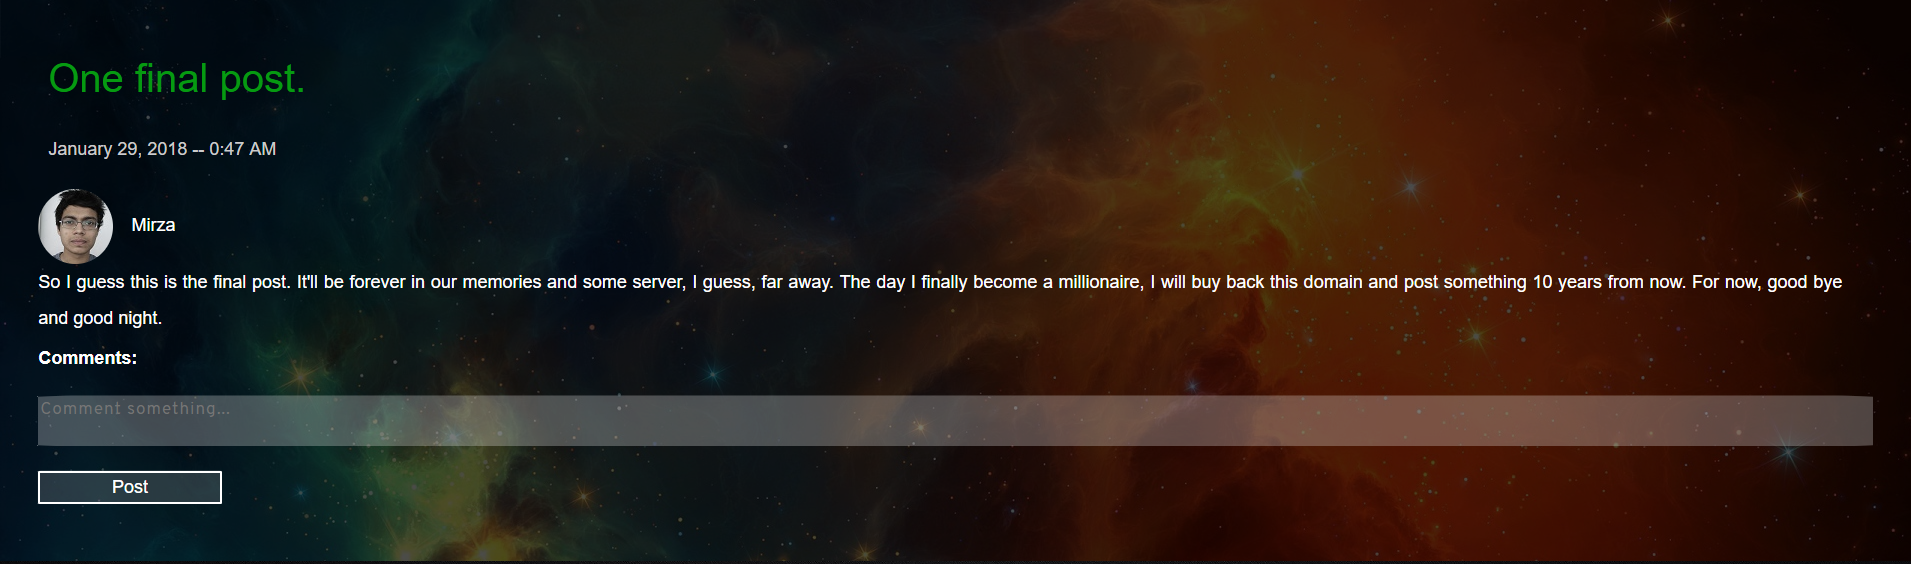 One final post.
January 29, 2018 -- 0:47 AM
Mirza
So I guess this is the final post. It'll be forever in our memories and some server, I guess, far away. The day I finally become a millionaire, I will buy back this domain and post something 10 years from now. For now, good bye
and good night.
Comments:
Comment something...
Post